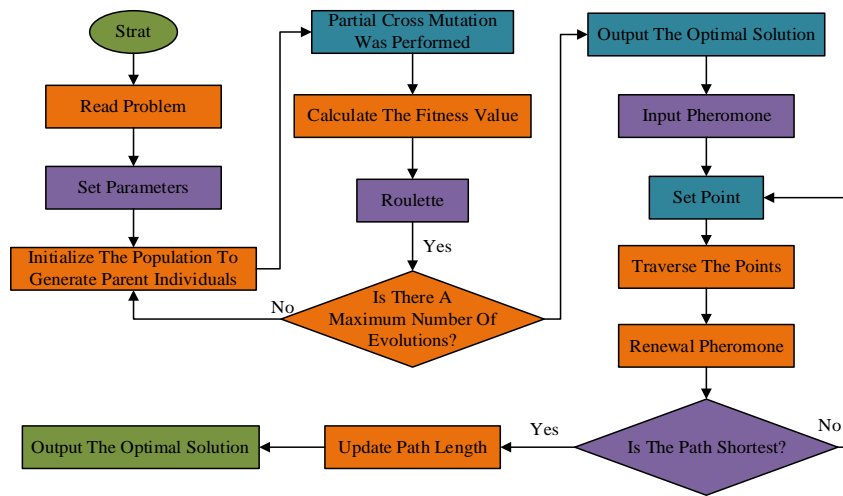 Strat
Read Problem
Set Parameters
Initialize The Population To
Generate Parent Individuals
Partial Cross Mutation
Was Performed
Calculate The Fitness Value
Roulette
Yes
Is There A
Maximum Number Of
Evolutions?
No
Output The Optimal Solution
Input Pheromone
Set Point
Traverse The Points
Renewal Pheromone
Is The Path Shortest?
No
Yes
Update Path Length
Output The Optimal Solution